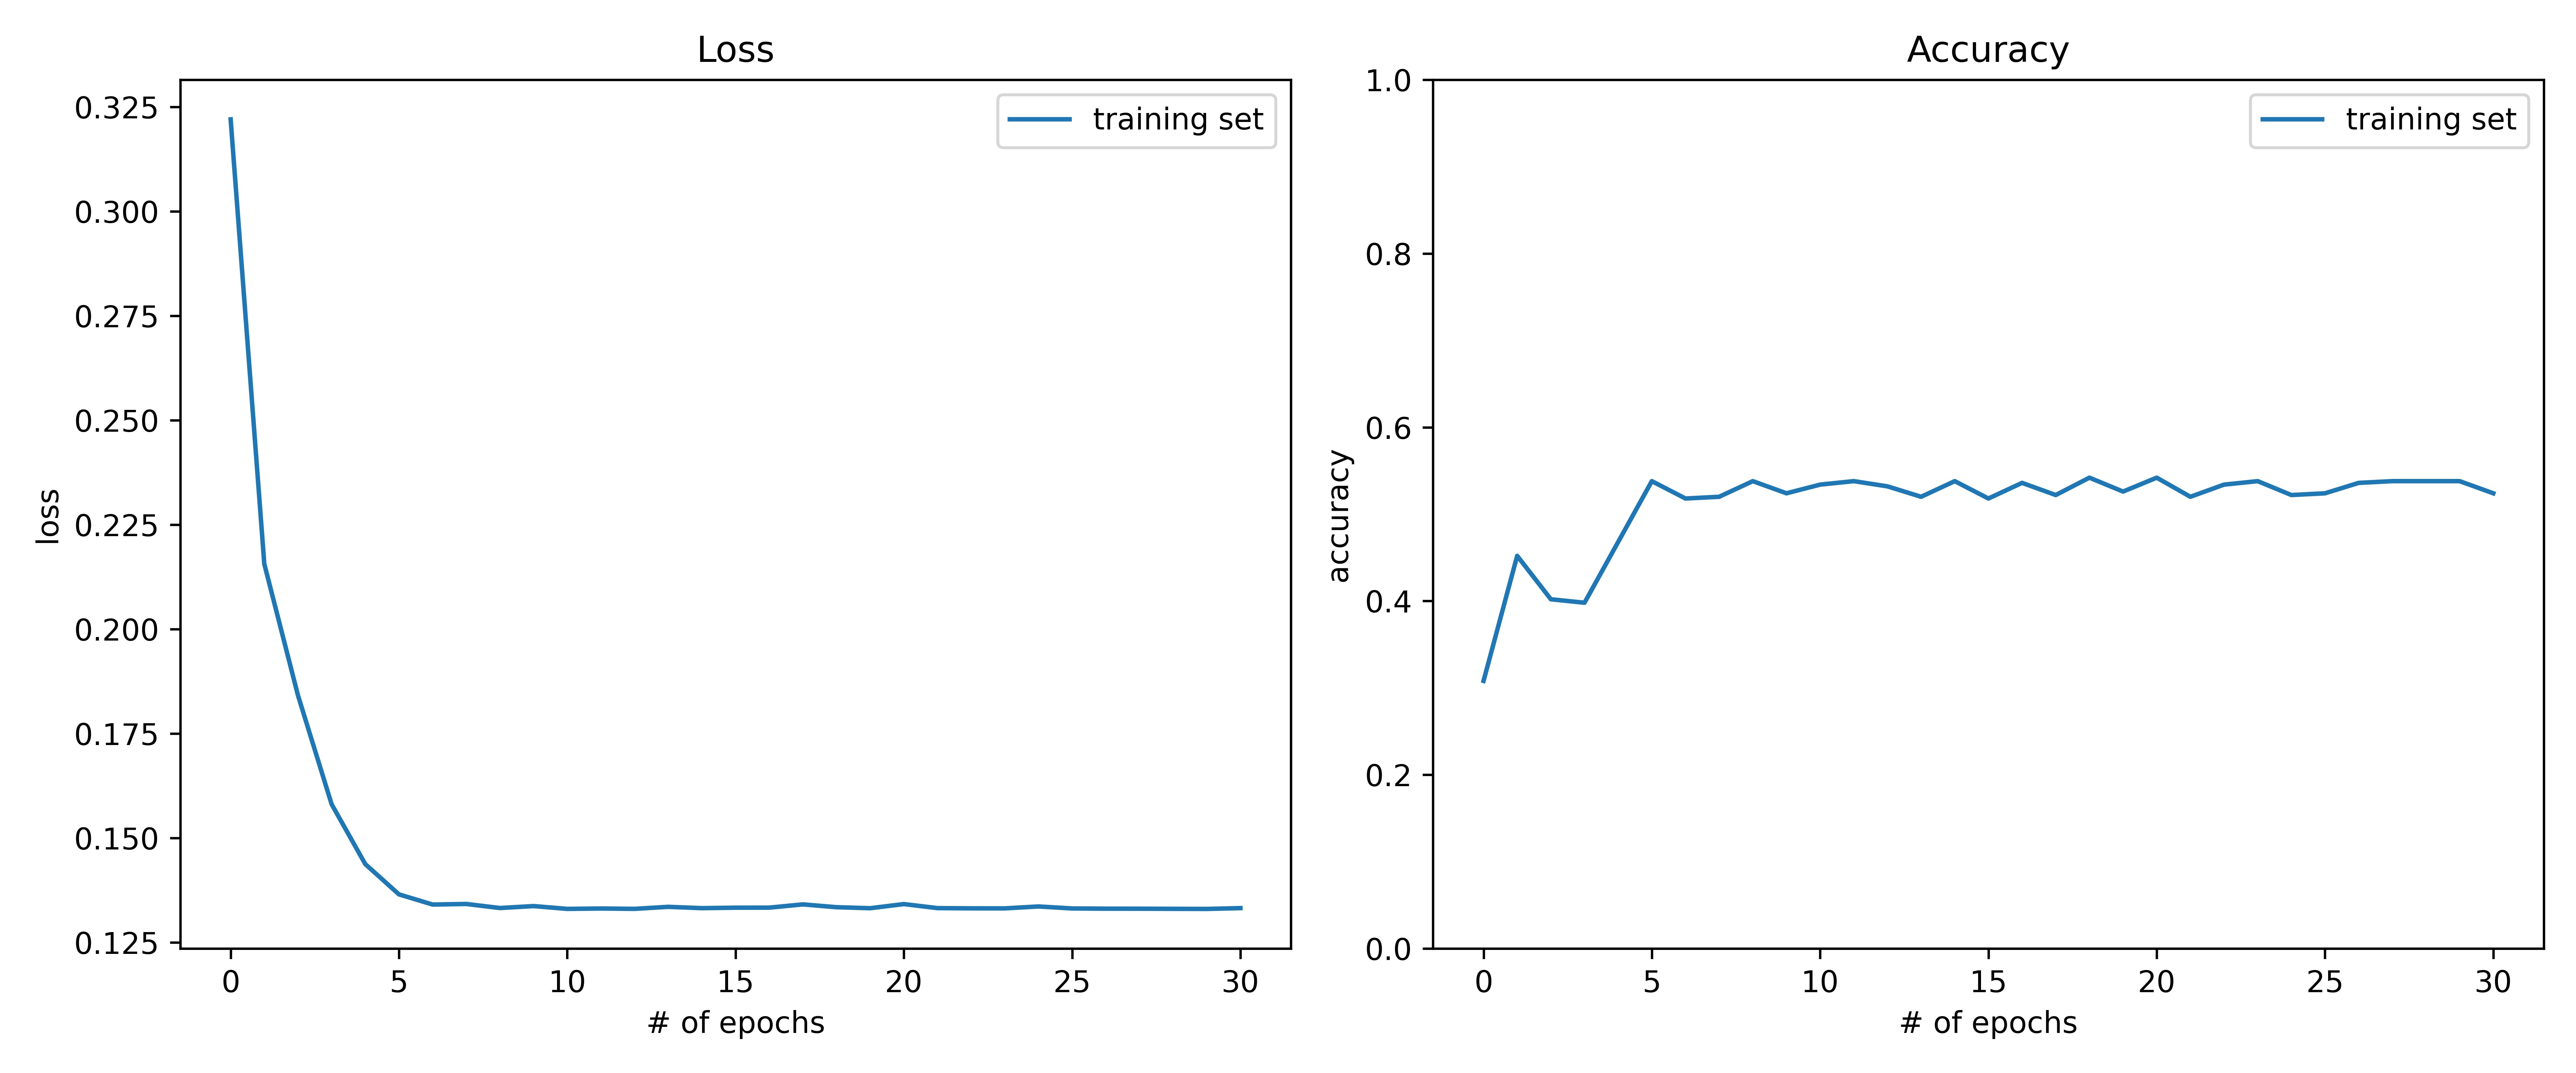 Loss
0.325
0.300
0.275
0.250
0.225
0.200
0.175
0.150
0.125
loss
training set
0 5 10 15 20 25 30
# of epochs
Accuracy
1.0
0.8
0.6
0.4
0.2
0.0
accuracy
training set
0 5 10 15 20 25 30
# of epochs